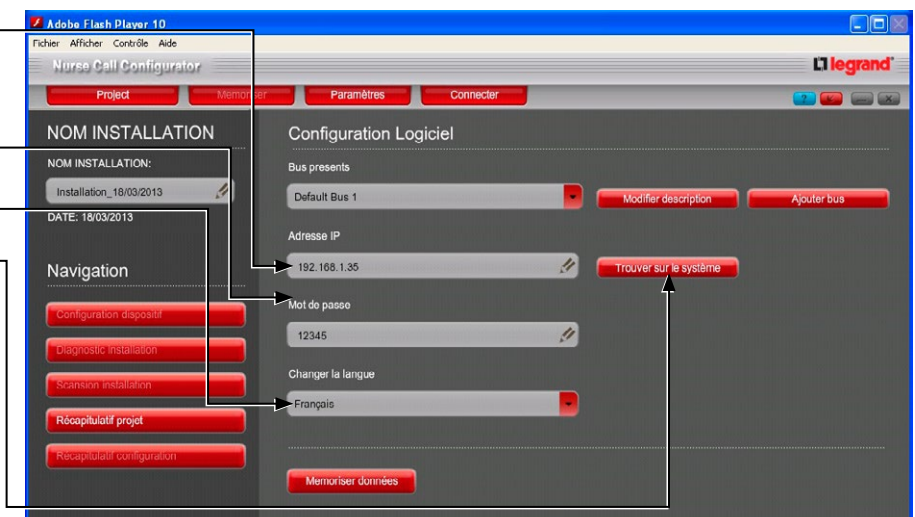 Adobe Flash Player 10
Fichier Afficher Contrôle Aide
Nurse Call Configurator
legrand
Project Memoriser Paramètres Connecter
?
NOM INSTALLATION
NOM INSTALLATION:
Installation_18/03/2013
DATE: 18/03/2013
Navigation
Configuration dispositif
Diagnostic Installation
Scansion installation
Récapitulatif projet
Récapitulatif configuration
Configuration Logiciel
Bus presents
Default Bus 1
Modifier description
Ajouter bus
Adresse IP
192.168.1.35
Trouver sur le système
Mot de passe
12345
Changer la langue
Français
Memoriser données